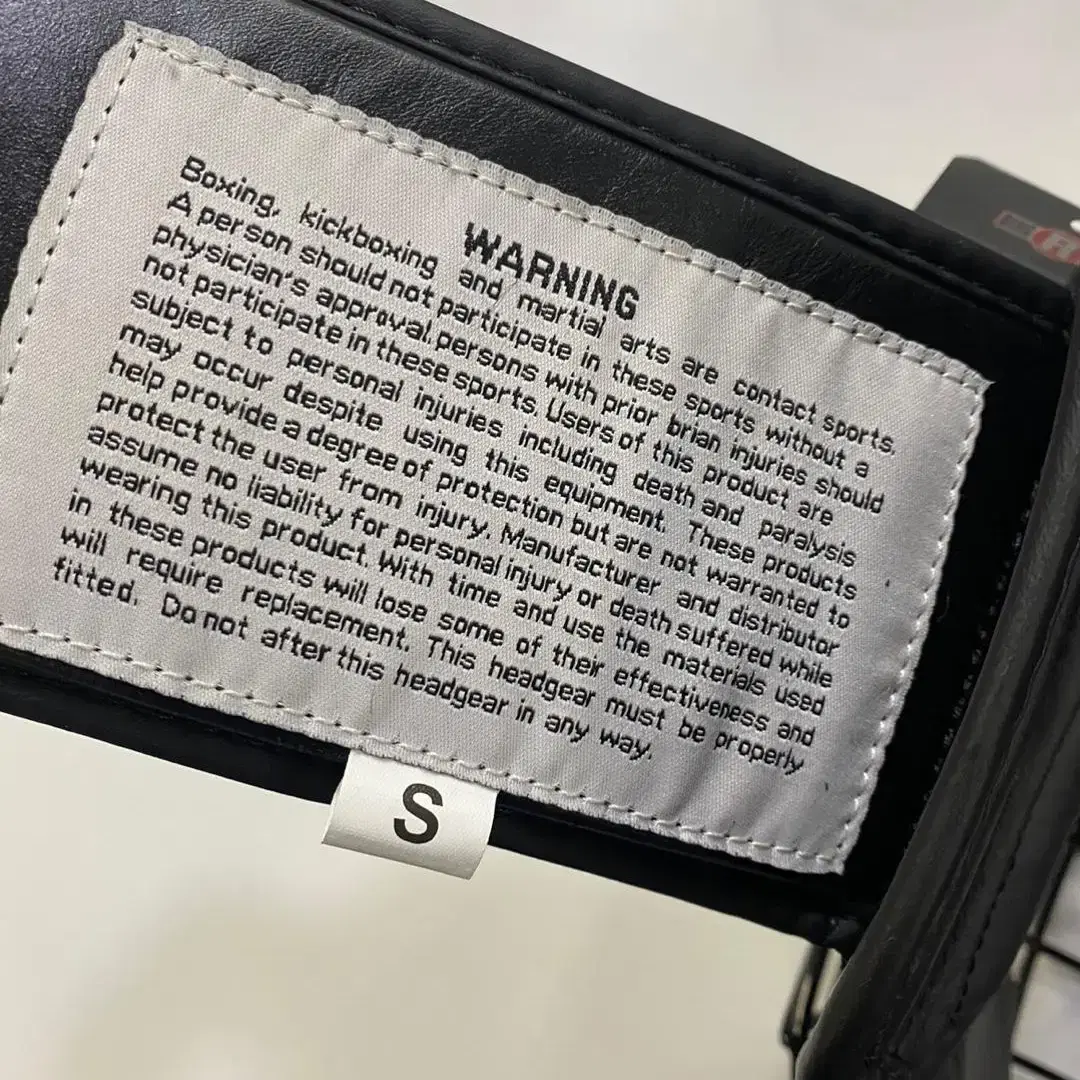 WARNING
Boxing, kickboxing and martial arts are contact sports.
A person should not participate in these sports without a
physician's approval. persons with prior brian injuries should
not participate in these sports. Users of this product are
subject to personal injuries including death and paralysis
may occur despite using this equipment. These products
help provide a degree of protection but are not warranted to
protect the user from injury. Manufacturer and distributor
assume no liability for personal injury or death suffered while
wearing this product. With time and use the materials used
in these products will lose some of their effectiveness and
will require replacement. This headgear must be properly
fitted. Do not after this headgear in any way.
S